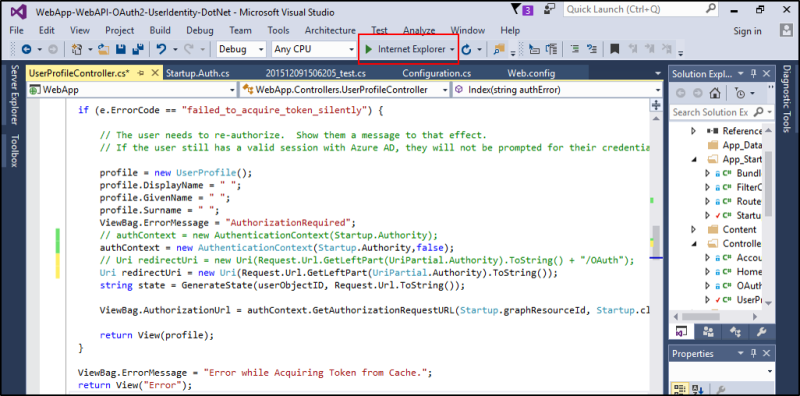 WebApp-WebAPI-OAuth2-UserIdentity-DotNet - Microsoft Visual Studio
3
Quick Launch (Ctrl+Q)
File Edit View Project Build Debug Team Tools Architecture Test Analyze Window Help
Sign in
Debug Any CPU Internet Explorer
Server Explorer
Toolbox
UserProfileController.cs* Startup.Auth.cs 201512091506205_test.cs Configuration.cs Web.config
WebApp WebApp.Controllers.UserProfileController Index(string authError)
if (e.ErrorCode == "failed_to_acquire_token_silently") {
// The user needs to re-authorize.  Show them a message to that effect.
// If the user still has a valid session with Azure AD, they will not be prompted for their credentia
profile = new UserProfile();
profile.DisplayName = " ";
profile.GivenName = " ";
profile.Surname = " ";
ViewBag.ErrorMessage = "AuthorizationRequired";
// authContext = new AuthenticationContext(Startup.Authority);
authContext = new AuthenticationContext(Startup.Authority,false);
// Uri redirectUri = new Uri(Request.Url.GetLeftPart(UriPartial.Authority).ToString() + "/OAuth");
Uri redirectUri = new Uri(Request.Url.GetLeftPart(UriPartial.Authority).ToString());
string state = GenerateState(userObjectID, Request.Url.ToString());
ViewBag.AuthorizationUrl = authContext.GetAuthorizationRequestURL(Startup.graphResourceId, Startup.cl
return View(profile);
}
ViewBag.ErrorMessage = "Error while Acquiring Token from Cache.";
return View("Error");
Solution Expl...
Search Solution Ex
Reference
App_Data
App_Start
C# Bundl
C# FilterC
C# Route
C# Startu
Content
Controlle
C# Accou
C# Home
C# OAuth
C# UserPr
Properties
Diagnostic Tools